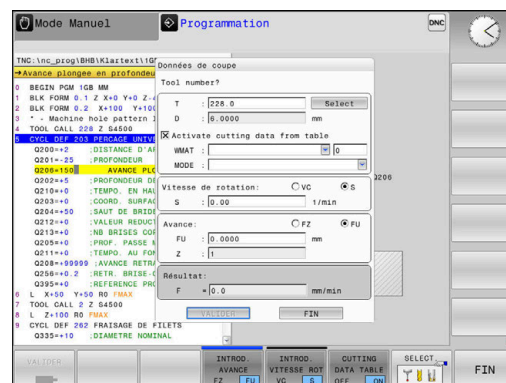 Mode Manuel
Programmation
DNC
TNC:\nc_prog\BHB\Klartext\1G
→Avance plongee en profondeu
0 BEGIN PGM 1GB MM
1 BLK FORM 0.1 Z X+0 Y+0 Z-
2 BLK FORM 0.2 X+100 Y+10
3 * - Machine hole pattern
4 TOOL CALL 228 Z S4500
5 CYCL DEF 203 PERCAGE UNIVE
Q200=+2 ;DISTANCE D'A
Q201=-25 ;PROFONDEUR
Q206=150 AVANCE PLO
Q202=+5 ;PROFONDEUR DE
Q210=+0 ;TEMPO. EN HAU
Q203=+0 ;COORD. SURFAC
Q204=+50 ;SAUT DE BRIDE
Q212=+0 ;VALEUR REDUCT
Q213=+0 ;NB BRISES COP
Q205=+0 ;PROF. PASSE M
Q211=+0 ;TEMPO. AU FON
Q208=+99999 ;AVANCE RETRA
Q256=+0.2 ;RETR. BRISE-C
Q395=+0 ;REFERENCE PRO
6 L X+50 Y+50 R0 FMAX
7 TOOL CALL 2 Z S4500
8 L Z+100 R0 FMAX
9 CYCL DEF 262 FRAISAGE DE FILETS
Q335=+10 ;DIAMETRE NOMINAL
Données de coupe
Tool number?
T : 228.0 Select
D : 6.0000 mm
Activate cutting data from table
WMAT : 0
MODE :
Vitesse de rotation: VC S
S : 0.00 1/min
Avance: FZ FU
FU : 0.0000 mm
Z : 1
Résultat:
F = 0.0 mm/min
VALIDER FIN
Q206
VALIDER
INTROD. AVANCE FZ FU
INTROD. VITESSE ROT VC S
CUTTING DATA TABLE OFF ON
SELECT
FIN